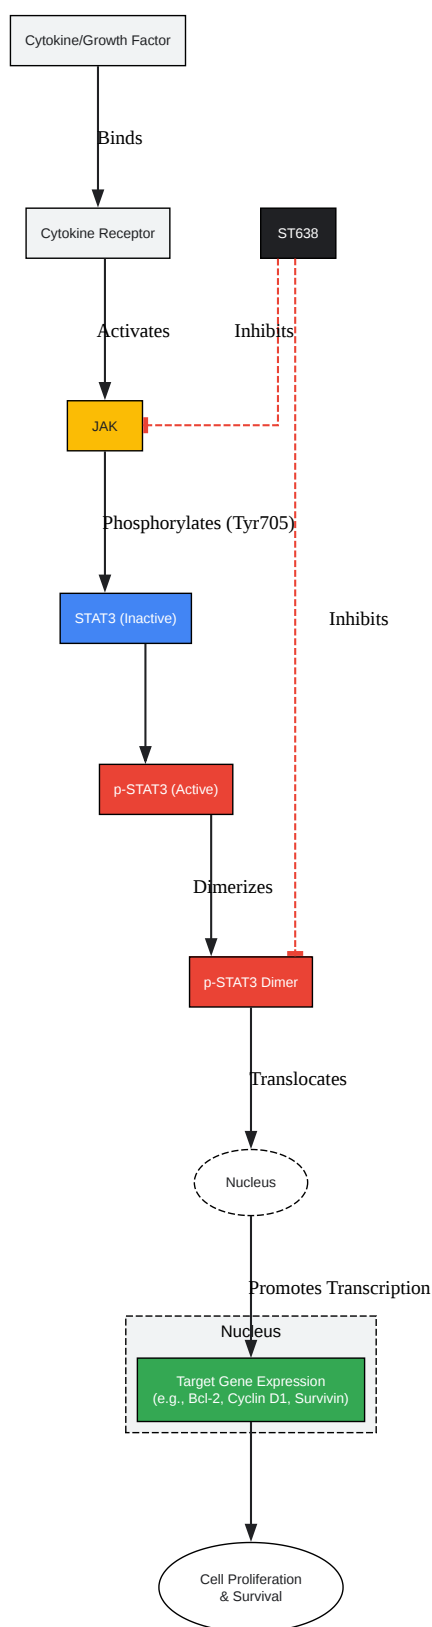 Cytokine/Growth Factor
Binds
Cytokine Receptor
ST638
Activates
Inhibits
JAK
Phosphorylates (Tyr705)
STAT3 (Inactive)
Inhibits
p-STAT3 (Active)
Dimerizes
p-STAT3 Dimer
Translocates
Nucleus
Promotes Transcription
Nucleus
Target Gene Expression
(e.g., Bcl-2, Cyclin D1, Survivin)
Cell Proliferation
& Survival